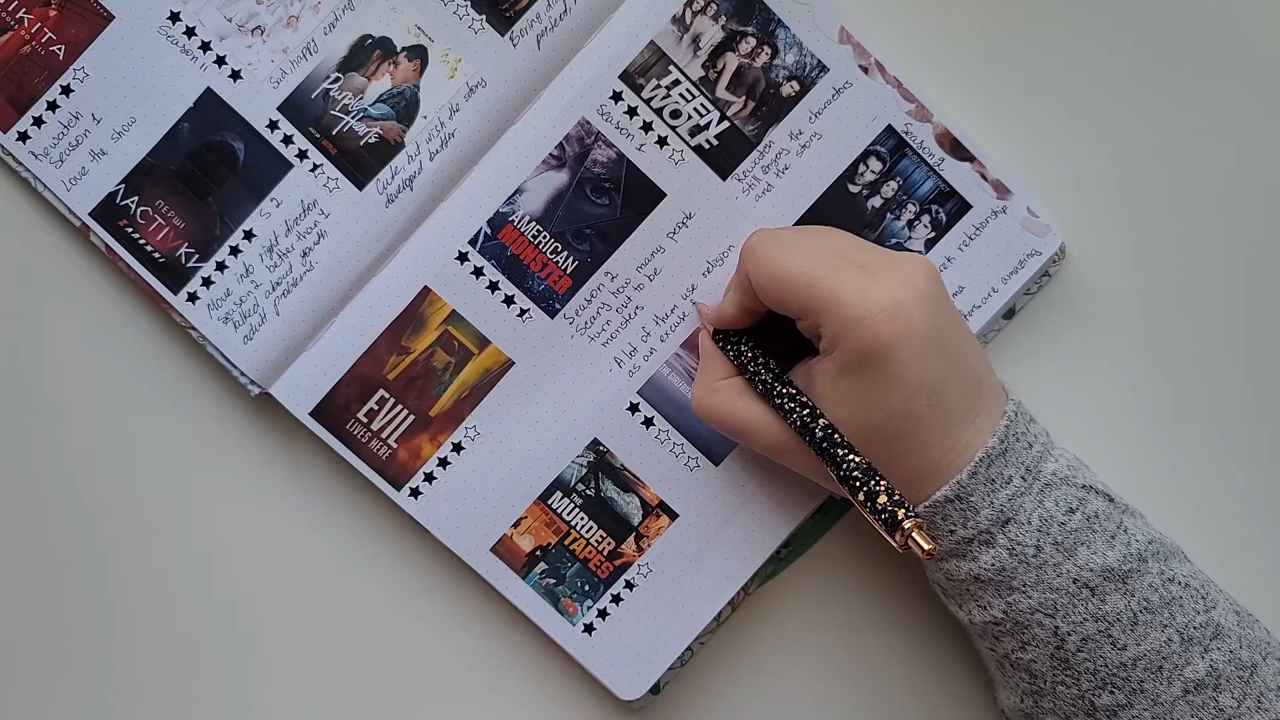 NIKITA
Rewatch
Season 1
Love the show
Season 11
Sad, happy ending
ПЕРШІ
ЛАСТІВКИ
ЗАЛЕЖНІ
S 2
Move into right direction
season 2 better than 1
talked about youth
adult problems
Purple
Hearts
NETFLIX
Cute, but wish the story
developed better
Boring
EVIL
LIVES HERE
AMERICAN
MONSTER
Season 2
- Scary how many people
turn out to be
monsters
- A lot of them use religion
as an excuse
TEEN
WOLF
Season 1
Rewatch
- Still enjoy the characters
and the story
Season 2
relationship
are amazing
THE GIRLFRIEND
THE
MURDER
TAPES